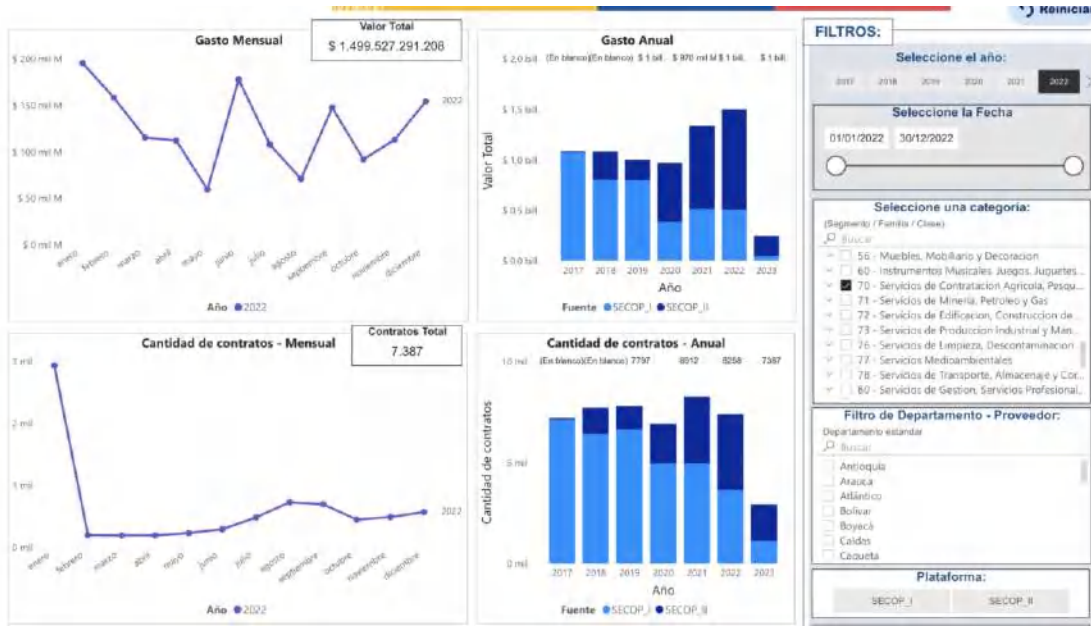 Reiniciar
Gasto Mensual
Valor Total
$ 1.499.527.291.208
$ 200 mil M
$ 150 mil M
$ 100 mil M
$ 50 mil M
$ 0 mil M
2022
enero
febrero
marzo
abril
mayo
junio
julio
agosto
septiembre
octubre
noviembre
diciembre
Año 2022
Gasto Anual
(En blanco)(En blanco) $ 1 bill. $ 970 mil M $ 1 bill. $ 1 bill.
Valor Total
$ 2,0 bill.
$ 1,5 bill.
$ 1,0 bill.
$ 0,5 bill.
$ 0,0 bill.
2017 2018 2019 2020 2021 2022 2023
Año
Fuente SECOP_I SECOP_II
Cantidad de contratos - Mensual
Contratos Total
7.387
3 mil
2 mil
1 mil
0 mil
2022
enero
febrero
marzo
abril
mayo
junio
julio
agosto
septiembre
octubre
noviembre
diciembre
Año 2022
Cantidad de contratos - Anual
(En blanco)(En blanco) 7797 8258 7387
Cantidad de contratos
10 mil
5 mil
0 mil
2017 2018 2019 2020 2021 2022 2023
Año
Fuente SECOP_I SECOP_II
FILTROS:
Seleccione el año:
2017 2018 2019 2020 2021 2022
Seleccione la Fecha
01/01/2022 30/12/2022
Seleccione una categoria:
(Segmento / Familia / Clase)
Buscar
56 - Muebles, Mobiliario y Decoracion
60 - Instrumentos Musicales, Juegos, Juguetes...
70 - Servicios de Contratacion Agricola, Pesqu...
71 - Servicios de Mineria, Petroleo y Gas
72 - Servicios de Edificacion, Construccion de ...
73 - Servicios de Produccion Industrial y Man...
76 - Servicios de Limpieza, Descontaminacion
77 - Servicios Medioambientales
78 - Servicios de Transporte, Almacenaje y Cor...
80 - Servicios de Gestion, Servicios Profesional...
Filtro de Departamento - Proveedor:
Departamento estandar
Buscar
Antioquia
Arauca
Atlántico
Bolívar
Boyacá
Caldas
Caqueta
Plataforma:
SECOP_I SECOP_II